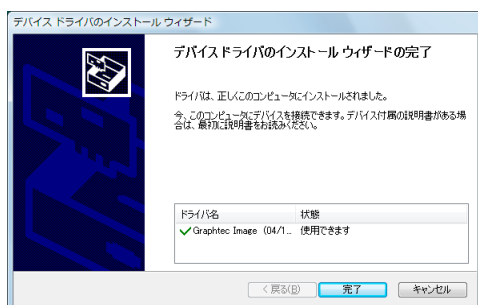 デバイス ドライバのインストール ウィザード
デバイス ドライバのインストール ウィザードの完了
ドライバは、正しくこのコンピュータにインストールされました。
今、このコンピュータにデバイスを接続できます。デバイス付属の説明書がある場
合は、最初に説明書をお読みください。
ドライバ名 状態
Graphtec Image (04/1... 使用できます
< 戻る(B) 完了 キャンセル